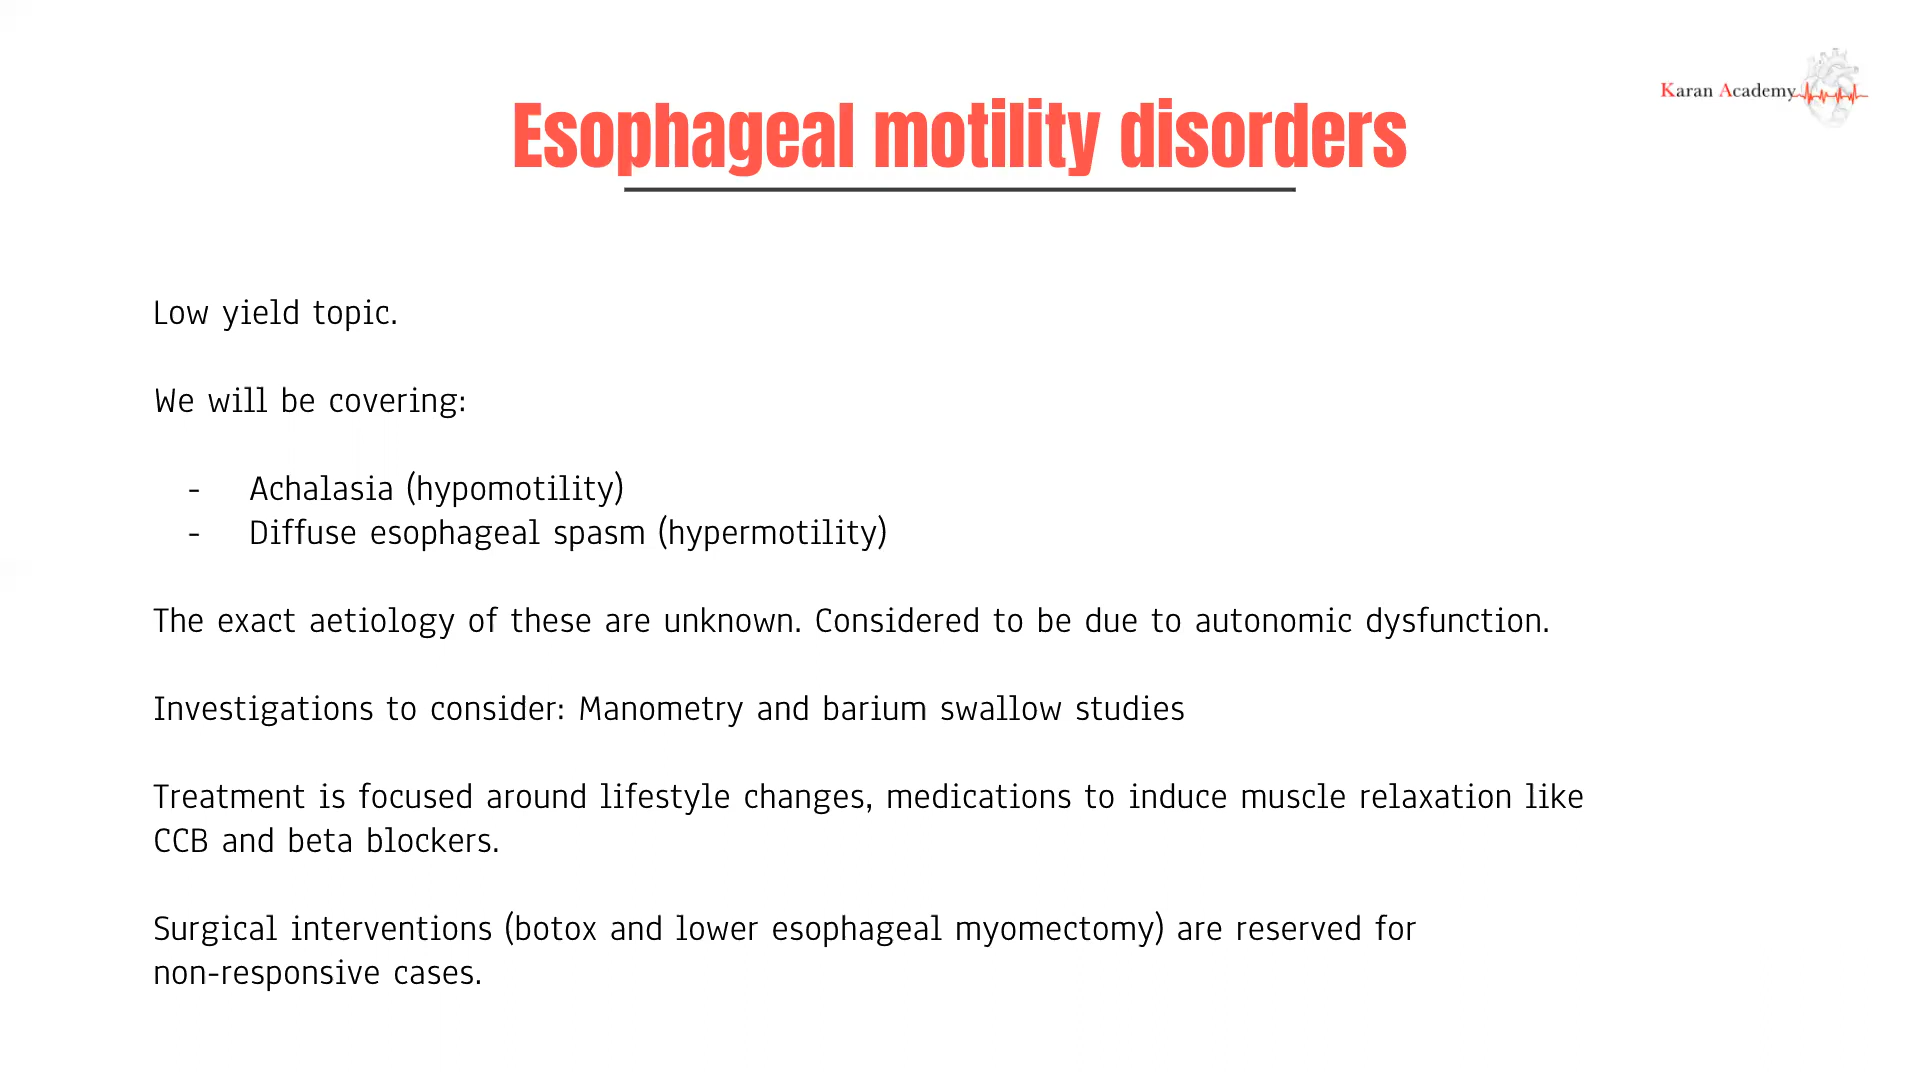 Karan Academy
Esophageal motility disorders
Low yield topic.
We will be covering:
- Achalasia (hypomotility)
- Diffuse esophageal spasm (hypermotility)
The exact aetiology of these are unknown. Considered to be due to autonomic dysfunction.
Investigations to consider: Manometry and barium swallow studies
Treatment is focused around lifestyle changes, medications to induce muscle relaxation like
CCB and beta blockers.
Surgical interventions (botox and lower esophageal myomectomy) are reserved for
non-responsive cases.